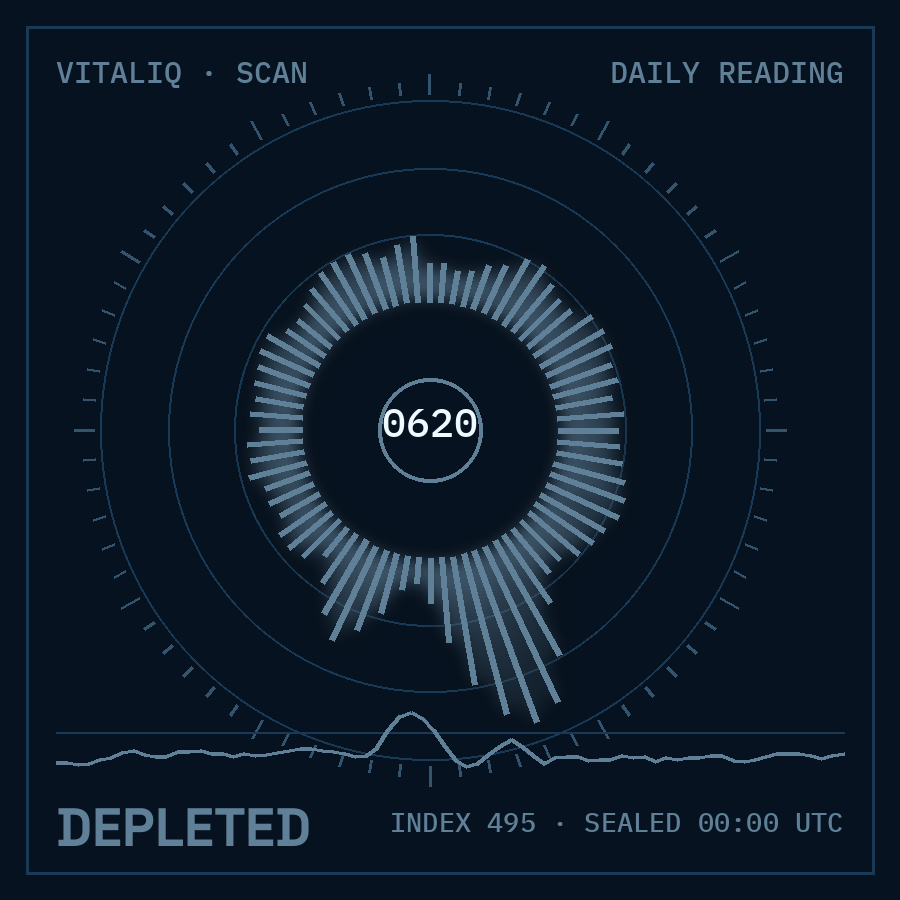 VITALIQ · SCAN
DAILY READING
0620
DEPLETED
INDEX 495 · SEALED 00:00 UTC